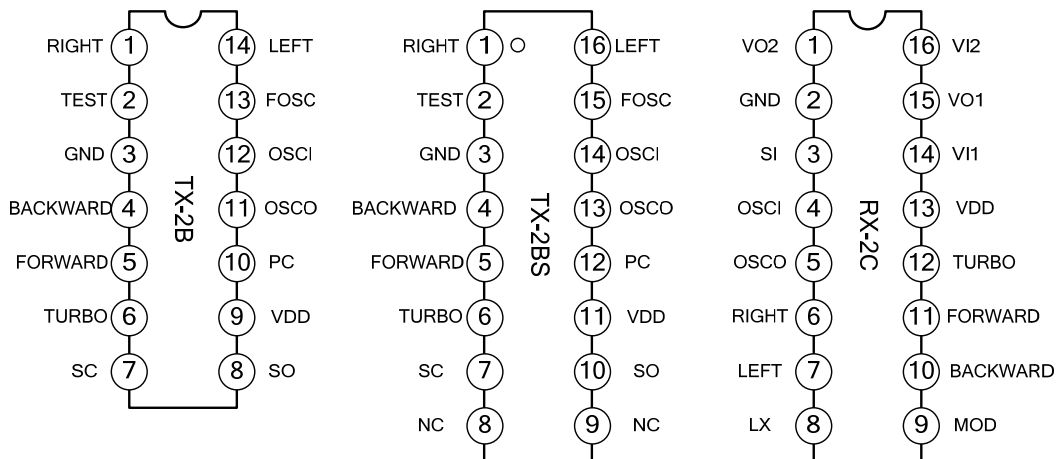 RIGHT 1 14 LEFT
TEST 2 13 FOSC
GND 3 12 OSCI
BACKWARD 4 11 OSCO
FORWARD 5 10 PC
TURBO 6 9 VDD
SC 7 8 SO
TX-2B
RIGHT 1 16 LEFT
TEST 2 15 FOSC
GND 3 14 OSCI
BACKWARD 4 13 OSCO
FORWARD 5 12 PC
TURBO 6 11 VDD
SC 7 10 SO
NC 8 9 NC
TX-2BS
VO2 1 16 VI2
GND 2 15 VO1
SI 3 14 VI1
OSCI 4 13 VDD
OSCO 5 12 TURBO
RIGHT 6 11 FORWARD
LEFT 7 10 BACKWARD
LX 8 9 MOD
RX-2C